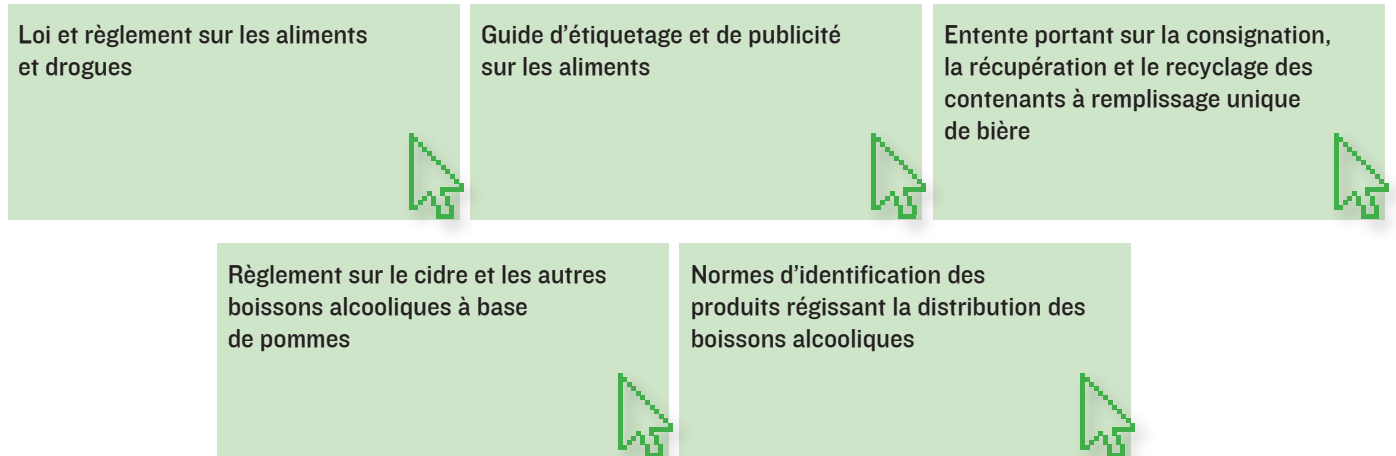 Loi et règlement sur les aliments
et drogues
Guide d’étiquetage et de publicité
sur les aliments
Entente portant sur la consignation,
la récupération et le recyclage des
contenants à remplissage unique
de bière
Règlement sur le cidre et les autres
boissons alcooliques à base
de pommes
Normes d’identification des
produits régissant la distribution des
boissons alcooliques